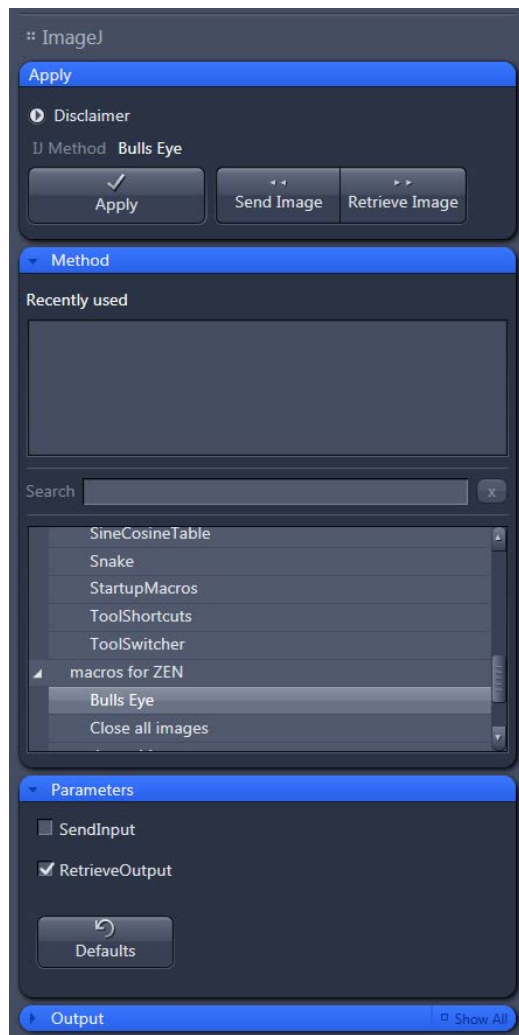 ImageJ
Apply
Disclaimer
IJ Method Bulls Eye
Apply
Send Image
Retrieve Image
Method
Recently used
Search
x
SineCosineTable
Snake
StartupMacros
ToolShortcuts
ToolSwitcher
macros for ZEN
Bulls Eye
Close all images
Parameters
SendInput
RetrieveOutput
Defaults
Output
Show All